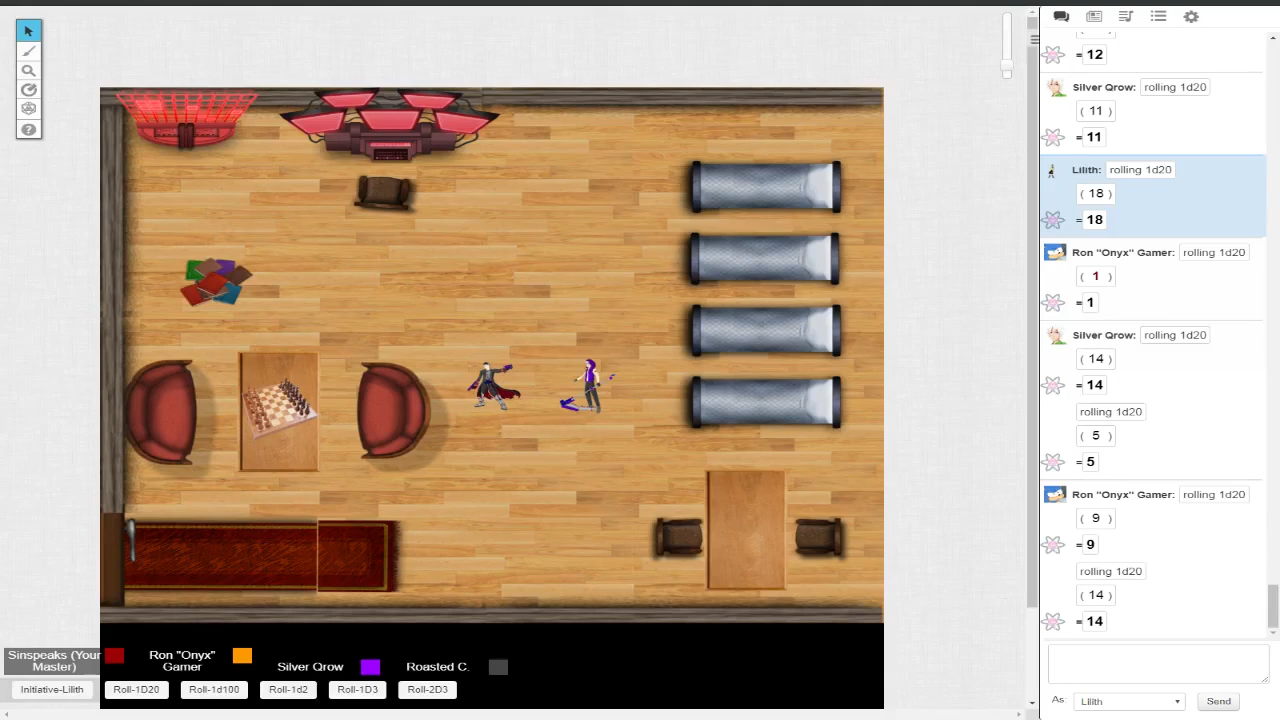 = 12
Silver Qrow: rolling 1d20
( 11 )
= 11
Lilith: rolling 1d20
( 18 )
= 18
Ron "Onyx" Gamer: rolling 1d20
( 1 )
= 1
Silver Qrow: rolling 1d20
( 14 )
= 14
rolling 1d20
( 5 )
= 5
Ron "Onyx" Gamer: rolling 1d20
( 9 )
= 9
rolling 1d20
( 14 )
= 14
As: Lilith Send
Sinspeaks (Your
Master)
Ron "Onyx"
Gamer
Silver Qrow
Roasted C.
Initiative-Lilith Roll-1D20 Roll-1d100 Roll-1d2 Roll-1D3 Roll-2D3